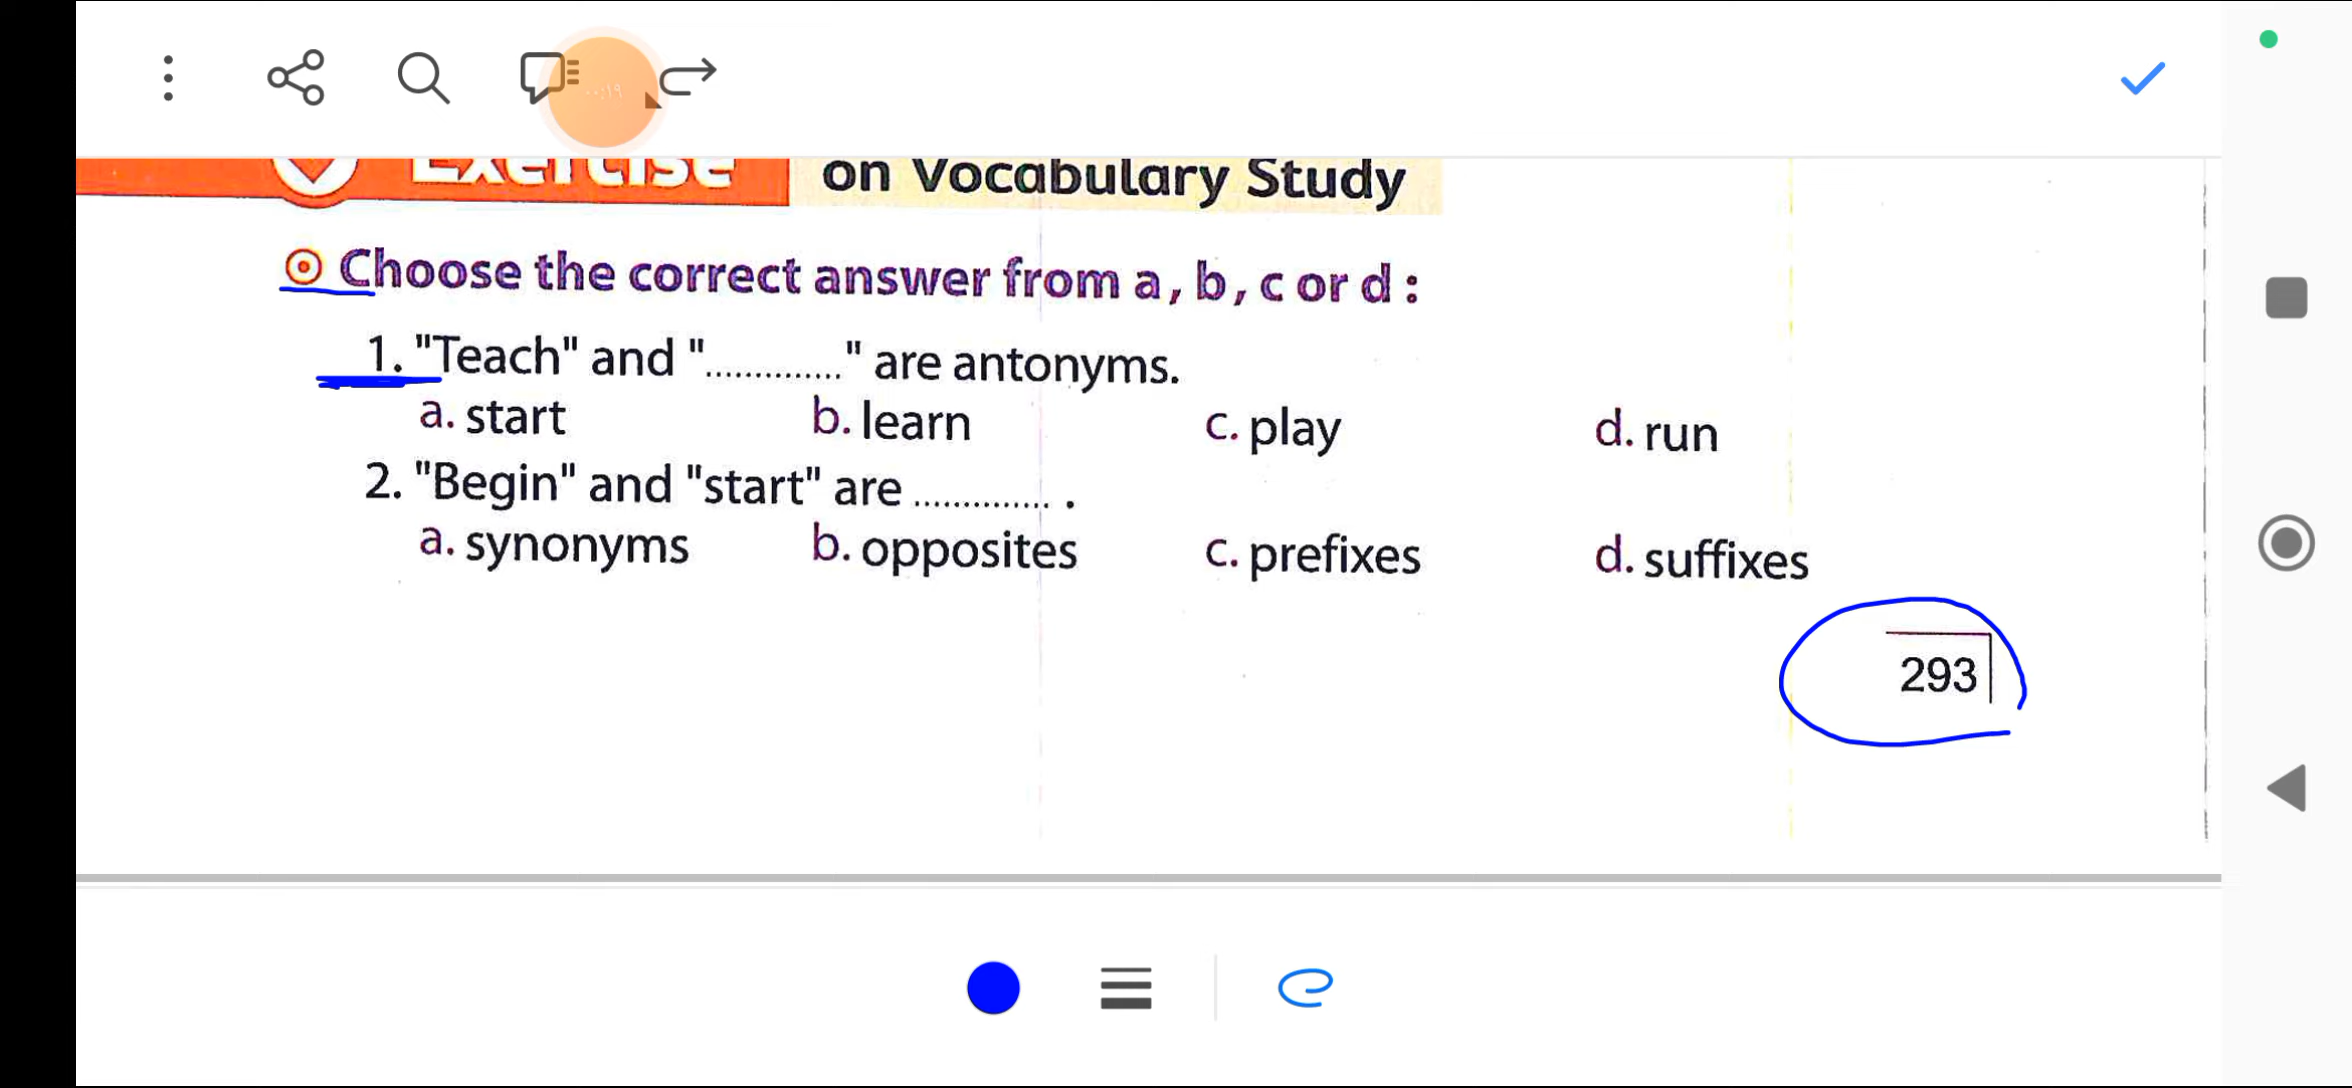 Exercise on Vocabulary Study
Choose the correct answer from a, b, c or d :
1. "Teach" and ".............." are antonyms.
a. start b. learn c. play d. run
2. "Begin" and "start" are .............. .
a. synonyms b. opposites c. prefixes d. suffixes
293